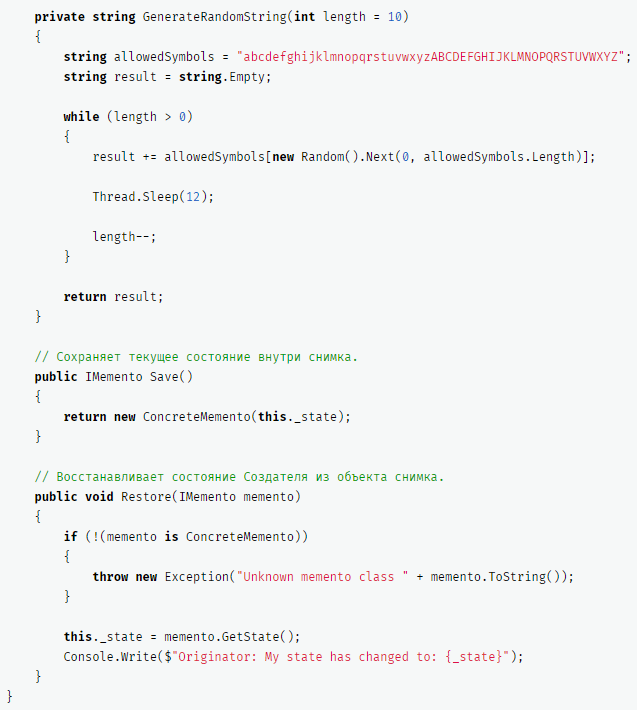 private string GenerateRandomString(int length = 10)
{
string allowedSymbols = "abcdefghijklmnopqrstuvwxyzABCDEFGHIJKLMNOPQRSTUVWXYZ";
string result = string.Empty;
while (length > 0)
{
result += allowedSymbols[new Random().Next(0, allowedSymbols.Length)];
Thread.Sleep(12);
length--;
}
return result;
}
// Сохраняет текущее состояние внутри снимка.
public IMemento Save()
{
return new ConcreteMemento(this._state);
}
// Восстанавливает состояние Создателя из объекта снимка.
public void Restore(IMemento memento)
{
if (!(memento is ConcreteMemento))
{
throw new Exception("Unknown memento class " + memento.ToString());
}
this._state = memento.GetState();
Console.Write($"Originator: My state has changed to: {_state}");
}
}